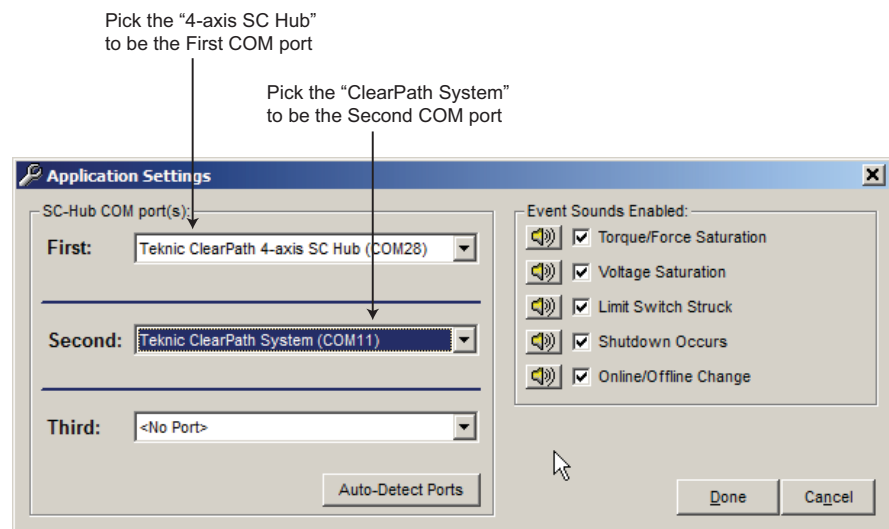 Pick the “4-axis SC Hub”
to be the First COM port
Pick the “ClearPath System”
to be the Second COM port
Application Settings
SC-Hub COM port(s):
First:
Teknic ClearPath 4-axis SC Hub (COM28)
Second:
Teknic ClearPath System (COM11)
Third:
<No Port>
Auto-Detect Ports
Event Sounds Enabled:
Torque/Force Saturation
Voltage Saturation
Limit Switch Struck
Shutdown Occurs
Online/Offline Change
Done
Cancel